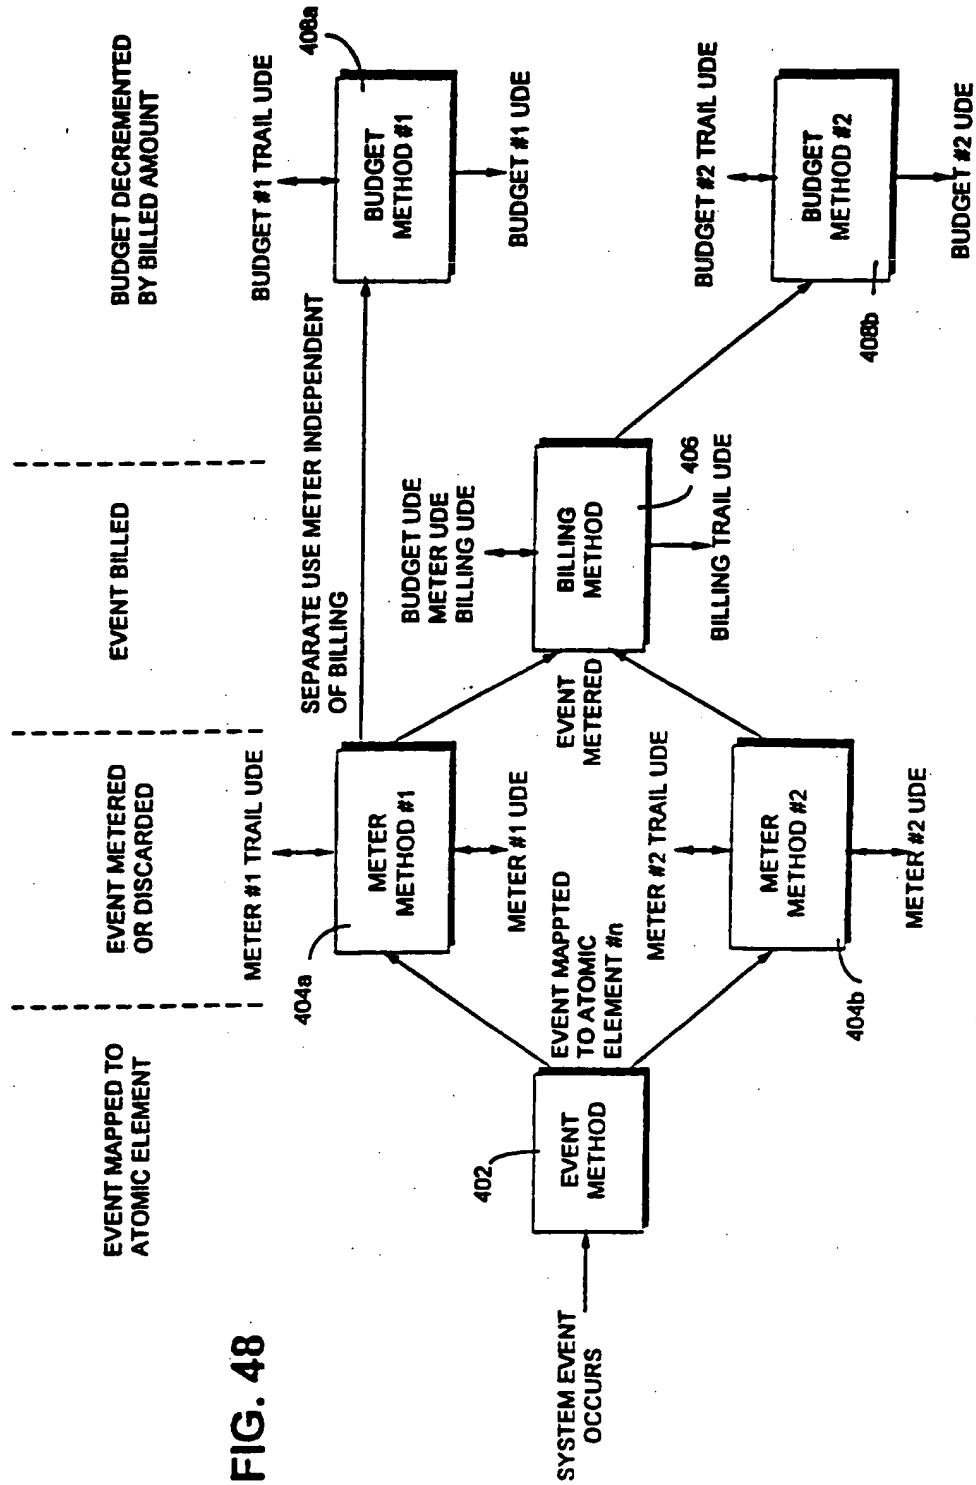 FIG. 48
EVENT MAPPED TO
ATOMIC ELEMENT
EVENT METERED
OR DISCARDED
EVENT BILLED
BUDGET DECREMENTED
BY BILLED AMOUNT
SYSTEM EVENT
OCCURS
402
EVENT
METHOD
EVENT MAPPTED
TO ATOMIC
ELEMENT #n
METER #1 TRAIL UDE
404a
METER
METHOD #1
METER #1 UDE
METER #2 TRAIL UDE
METER
METHOD #2
404b
METER #2 UDE
SEPARATE USE METER INDEPENDENT
OF BILLING
EVENT
METERED
BUDGET UDE
METER UDE
BILLING UDE
BILLING
METHOD
406
BILLING TRAIL UDE
BUDGET #1 TRAIL UDE
408a
BUDGET
METHOD #1
BUDGET #1 UDE
BUDGET #2 TRAIL UDE
BUDGET
METHOD #2
408b
BUDGET #2 UDE